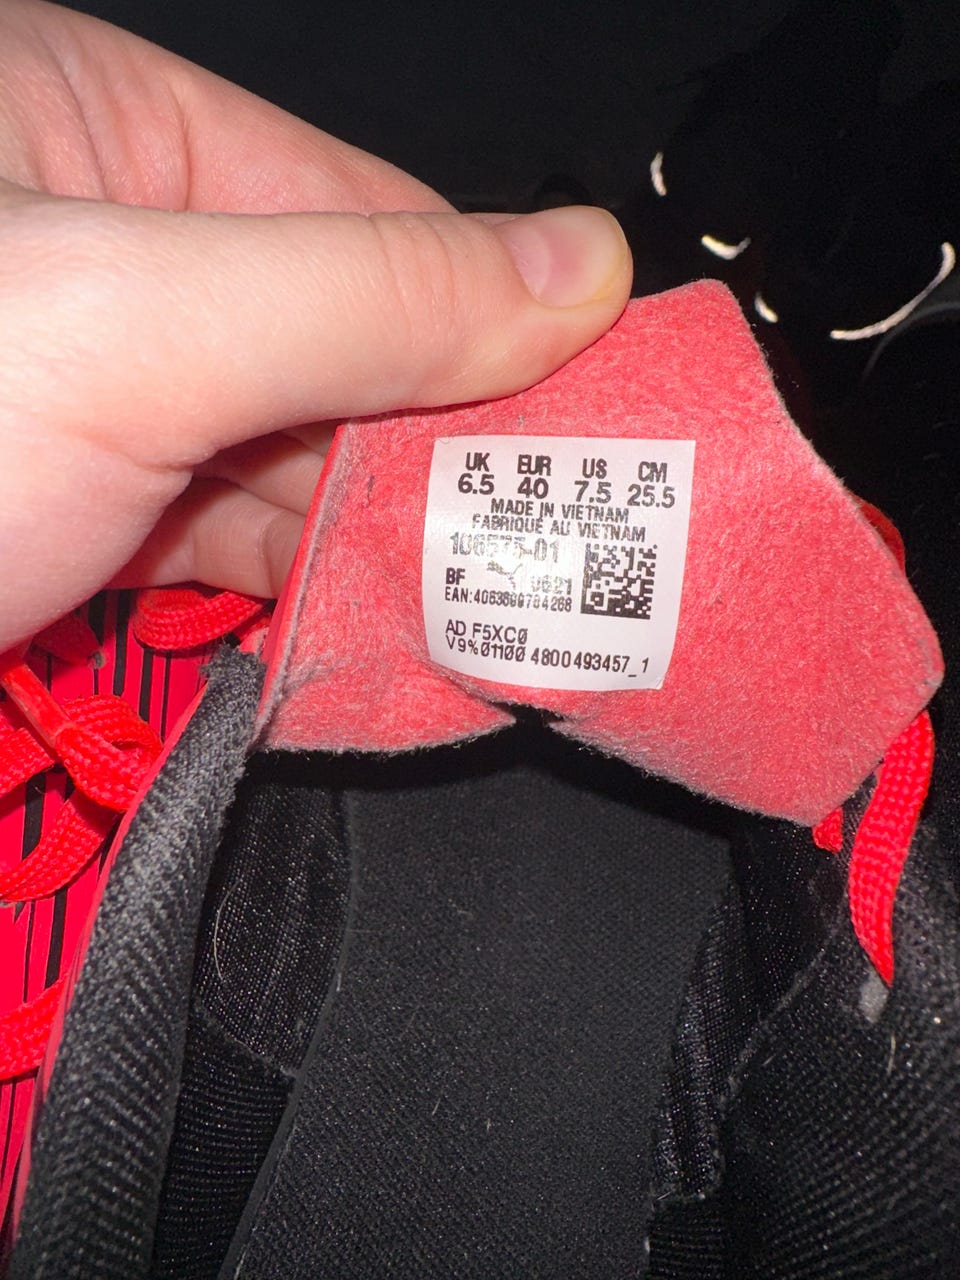 UK EUR US CM
6.5 40 7.5 25.5
MADE IN VIETNAM
FABRIQUÉ AU VIETNAM
BF
AD F5XC0
V9%01100 4800493457_1